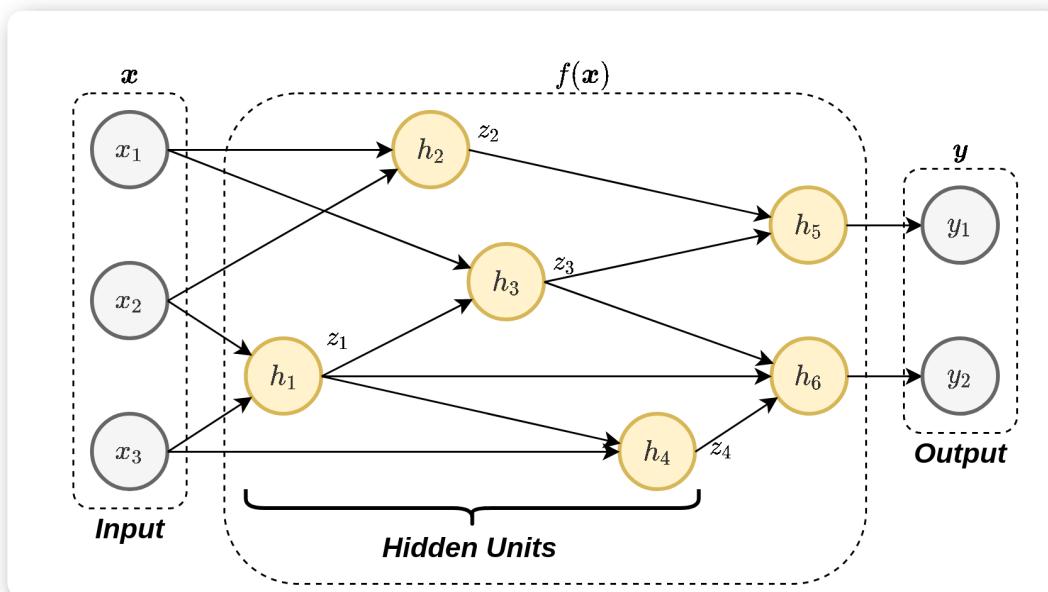 x f(x)
x₁ h₂ z₂ y
h₅ y₁
x₂ h₃ z₃
z₁
h₁ h₆ y₂
x₃ h₄ z₄ Output
Input
Hidden Units